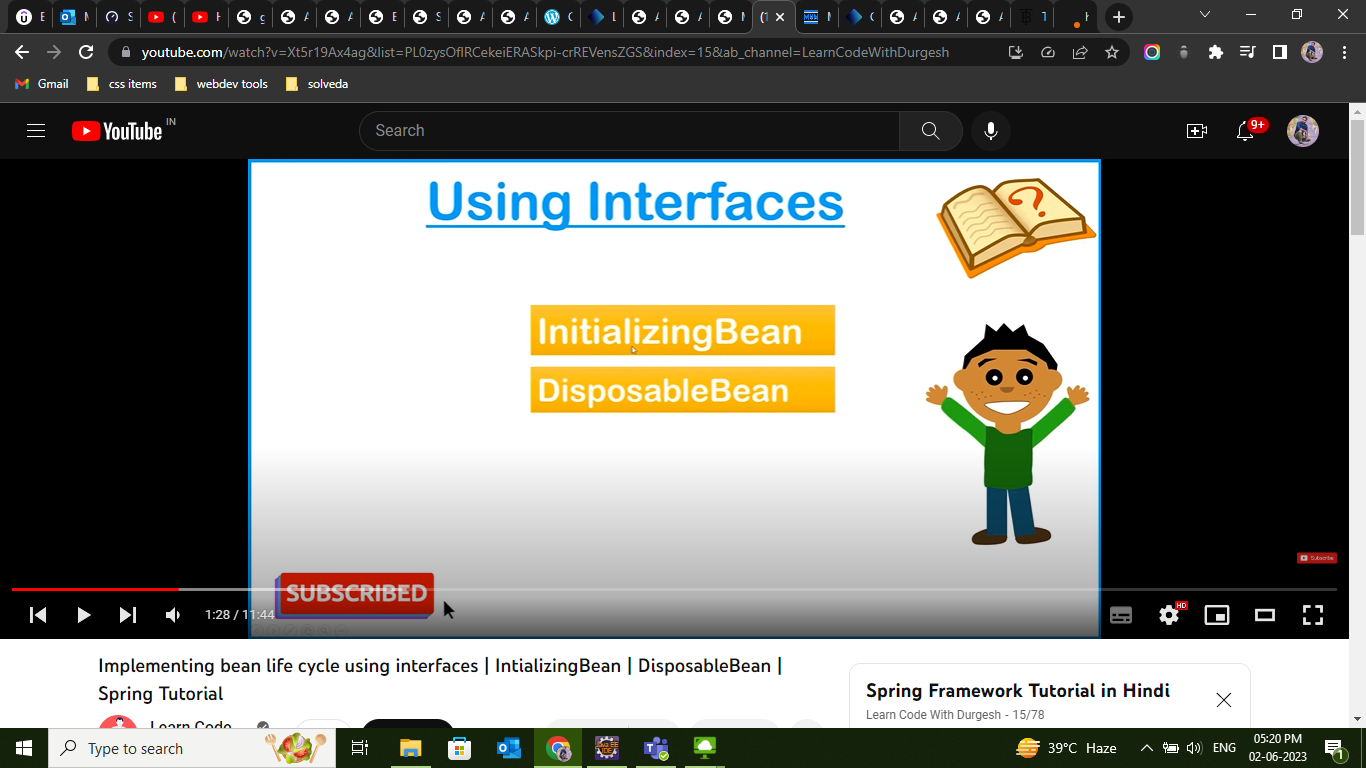 youtube.com/watch?v=Xt5r19Ax4ag&list=PL0zysOflRCekeiERASkpi-crREVensZGS&index=15&ab_channel=LearnCodeWithDurgesh
Gmail
css items
webdev tools
solveda
YouTube IN
Search
9+
Using Interfaces
InitializingBean
DisposableBean
Subscribe
SUBSCRIBED
1:28 / 11:44
HD
Implementing bean life cycle using interfaces | IntializingBean | DisposableBean |
Spring Tutorial
Spring Framework Tutorial in Hindi
Learn Code With Durgesh - 15/78
Learn Code
Type to search
39°C Haze
ENG
05:20 PM
02-06-2023
1